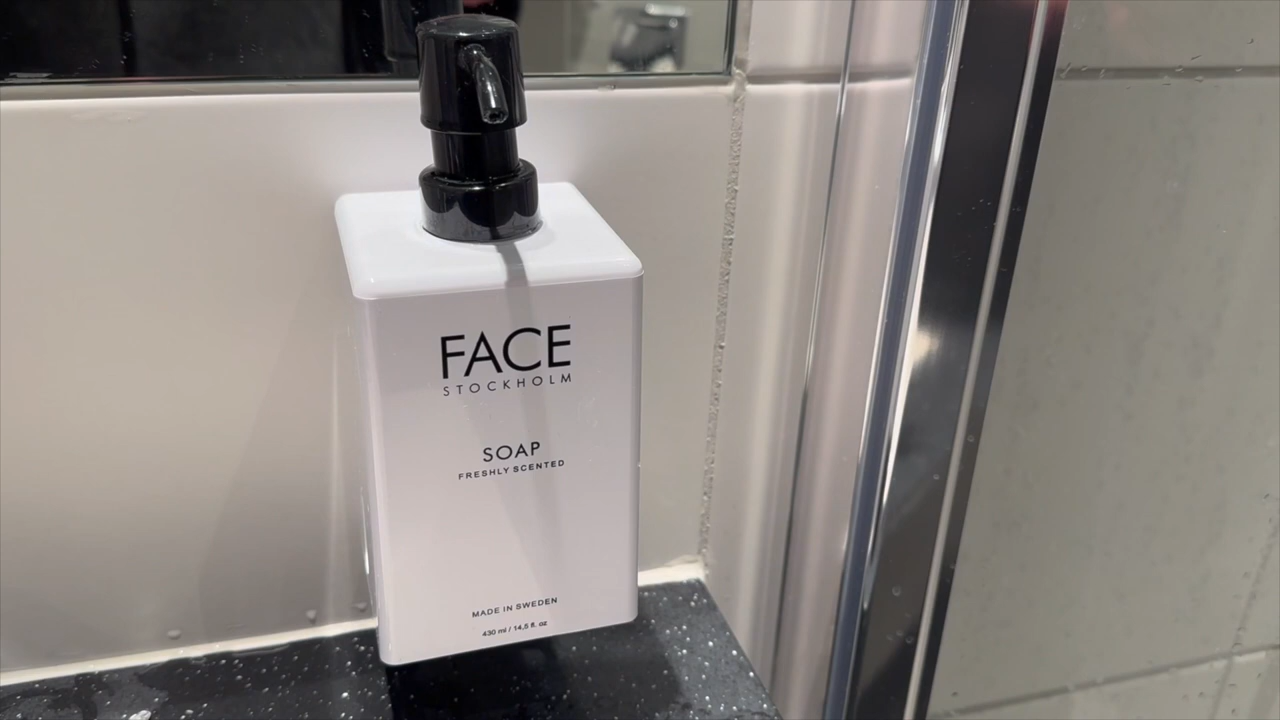 FACE
STOCKHOLM
SOAP
FRESHLY SCENTED
MADE IN SWEDEN
430 ml / 14,5 fl. oz